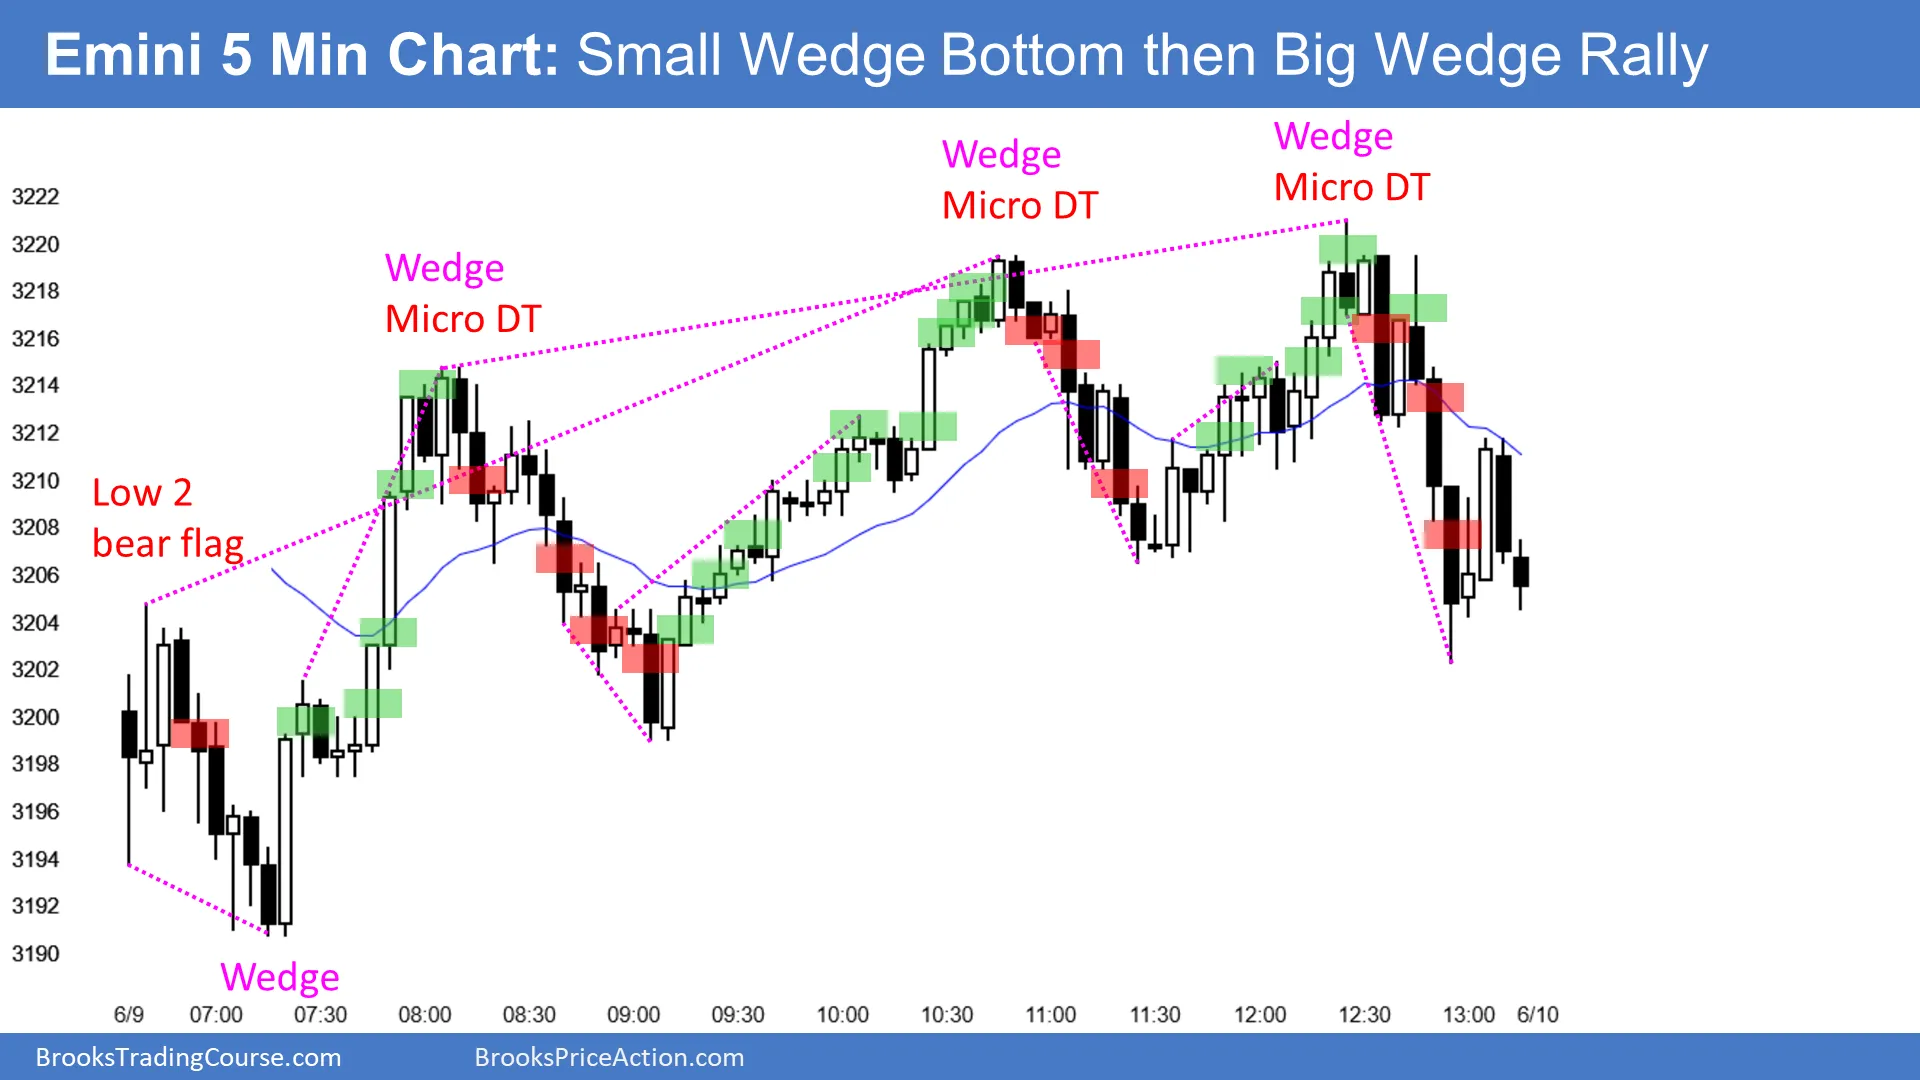 Emini 5 Min Chart: Small Wedge Bottom then Big Wedge Rally
Wedge
Micro DT
Wedge
Micro DT
Wedge
Micro DT
Low 2
bear flag
Wedge
3222
3220
3218
3216
3214
3212
3210
3208
3206
3204
3202
3200
3198
3196
3194
3192
3190
6/9 07:00 07:30 08:00 08:30 09:00 09:30 10:00 10:30 11:00 11:30 12:00 12:30 13:00 6/10
BrooksTradingCourse.com BrooksPriceAction.com